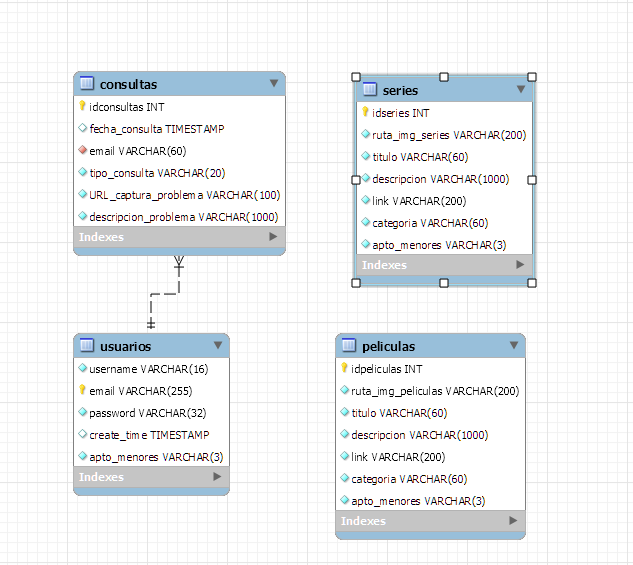 consultas
idconsultas INT
fecha_consulta TIMESTAMP
email VARCHAR(60)
tipo_consulta VARCHAR(20)
URL_captura_problema VARCHAR(100)
descripcion_problema VARCHAR(1000)
Indexes
series
idseries INT
ruta_img_series VARCHAR(200)
titulo VARCHAR(60)
descripcion VARCHAR(1000)
link VARCHAR(200)
categoria VARCHAR(60)
apto_menores VARCHAR(3)
Indexes
usuarios
username VARCHAR(16)
email VARCHAR(255)
password VARCHAR(32)
create_time TIMESTAMP
apto_menores VARCHAR(3)
Indexes
peliculas
idpeliculas INT
ruta_img_peliculas VARCHAR(200)
titulo VARCHAR(60)
descripcion VARCHAR(1000)
link VARCHAR(200)
categoria VARCHAR(60)
apto_menores VARCHAR(3)
Indexes